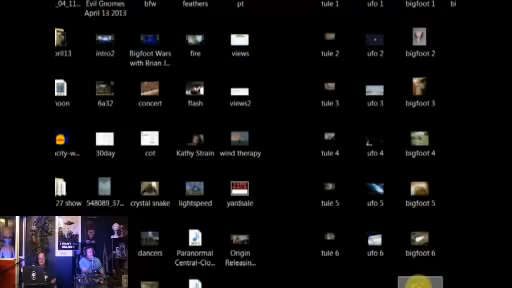 _04_11... Evil Gnomes bfw feathers pt tule 1 ufo 1 bigfoot 1 bi
April 13 2013
pril13 intro2 Bigfoot Wars fire views tule 2 ufo 2 bigfoot 2
with Brian J...
oon 6a32 concert flash views2 tule 3 ufo 3 bigfoot 3
city-w... 30day cot Kathy Strain wind therapy tule 4 ufo 4 bigfoot 4
27 show 548089_37... crystal snake lightspeed yardsale tule 5 ufo 5 bigfoot 5
dancers Paranormal Origin tule 6 ufo 6 bigfoot 6
Central-Clo... Releasin...